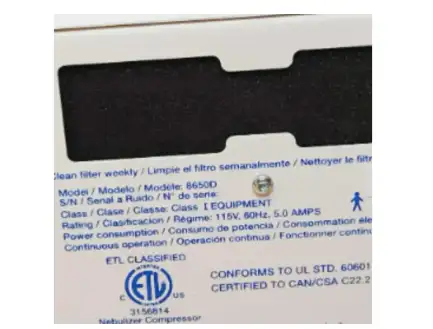 Clean filter weekly / Limpie el filtro semanalmente / Nettoyer le filtr
Model / Modelo / Modèle: 8650D
S/N / Senal a Ruido / N° de serie:
Class / Clase / Classe: Class I EQUIPMENT
Rating / Clasificacion / Régime: 115V, 60Hz, 5.0 AMPS
Power consumption / Consumo de potencia / Consommation éle
Continuous operation / Operación continua / Fonctionner continu
ETL CLASSIFIED
INTERTEK
C ETL US
3156814
Nebulizer Compressor
CONFORMS TO UL STD. 60601
CERTIFIED TO CAN/CSA C22.2